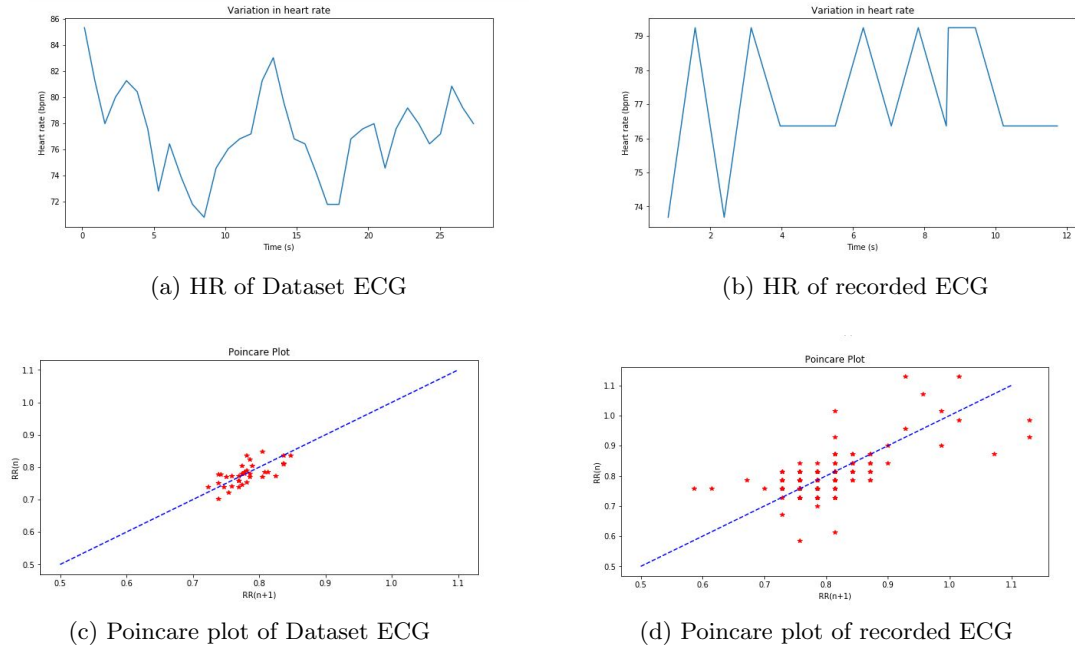 Variation in heart rate
86
84
82
80
78
76
74
72
Heart rate (bpm)
0 5 10 15 20 25
Time (s)
(a) HR of Dataset ECG
Variation in heart rate
79
78
77
76
75
74
Heart rate (bpm)
2 4 6 8 10 12
Time (s)
(b) HR of recorded ECG
Poincare Plot
1.1
1.0
0.9
0.8
0.7
0.6
0.5
RR(n)
0.5 0.6 0.7 0.8 0.9 1.0 1.1
RR(n+1)
(c) Poincare plot of Dataset ECG
Poincare Plot
1.1
1.0
0.9
0.8
0.7
0.6
0.5
RR(n)
0.5 0.6 0.7 0.8 0.9 1.0 1.1
RR(n+1)
(d) Poincare plot of recorded ECG